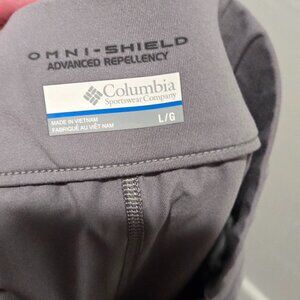 OMNI-SHIELD
ADVANCED REPELLENCY
Columbia
Sportswear Company
MADE IN VIETNAM
FABRIQUÉ AU VIÊT NAM
L/G